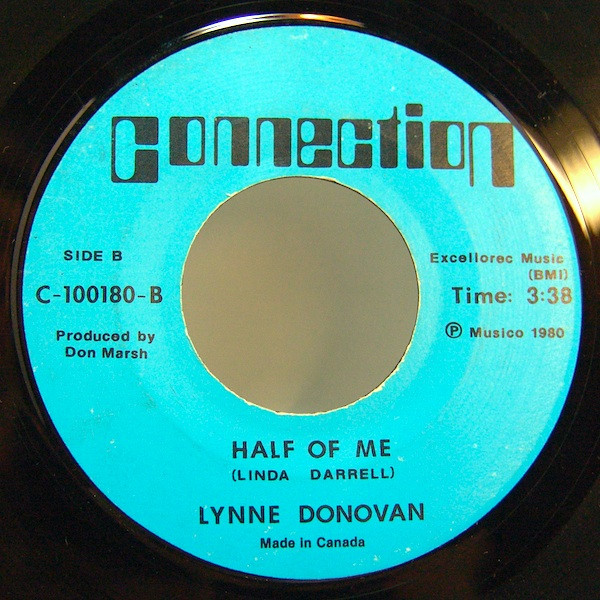 connection
SIDE B
C-100180-B
Produced by
Don Marsh
Excellorec Music
(BMI)
Time: 3:38
Ⓟ Musico 1980
HALF OF ME
(LINDA DARRELL)
LYNNE DONOVAN
Made in Canada